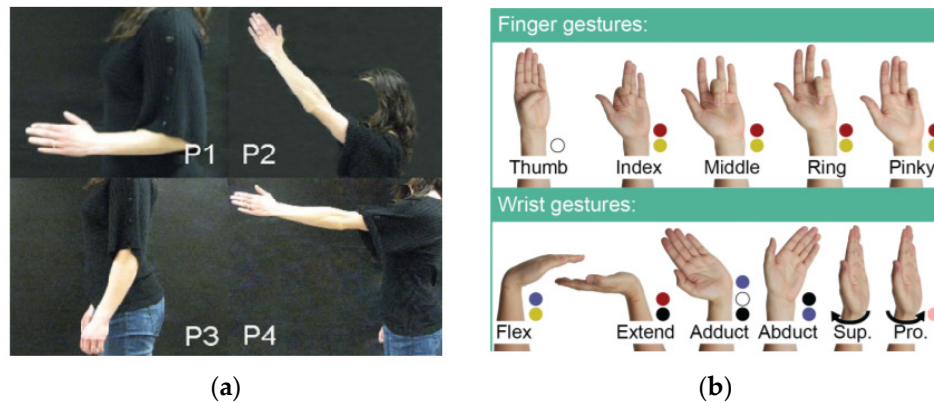 P1 P2
P3 P4
(a)
Finger gestures:
Thumb Index Middle Ring Pinky
Wrist gestures:
Flex Extend Adduct Abduct Sup. Pro.
(b)